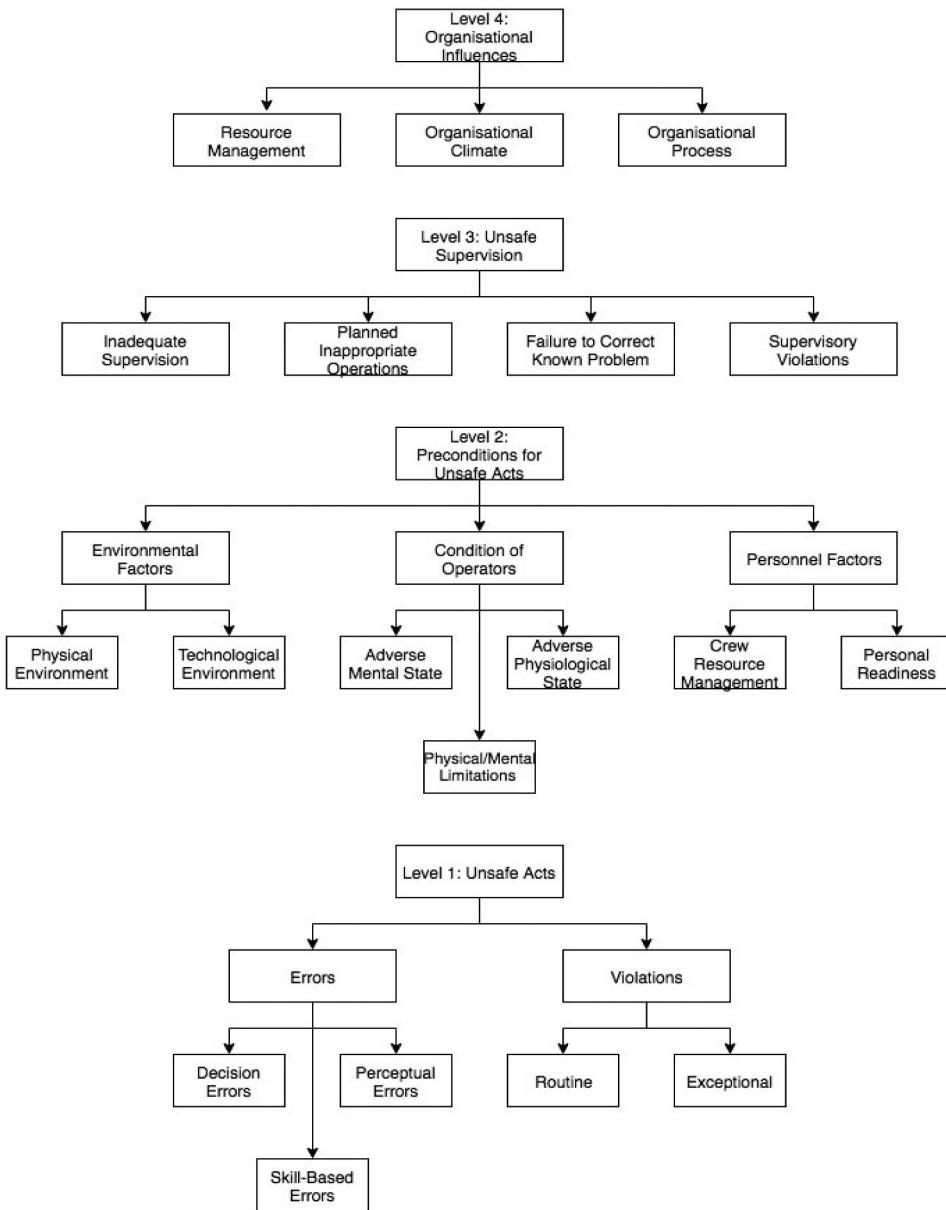 Level 4:
Organisational
Influences
Resource
Management
Organisational
Climate
Organisational
Process
Level 3: Unsafe
Supervision
Inadequate
Supervision
Planned
Inappropriate
Operations
Failure to Correct
Known Problem
Supervisory
Violations
Level 2:
Preconditions for
Unsafe Acts
Environmental
Factors
Condition of
Operators
Personnel Factors
Physical
Environment
Technological
Environment
Adverse
Mental State
Adverse
Physiological
State
Crew
Resource
Management
Personal
Readiness
Physical/Mental
Limitations
Level 1: Unsafe Acts
Errors
Violations
Decision
Errors
Perceptual
Errors
Routine
Exceptional
Skill-Based
Errors